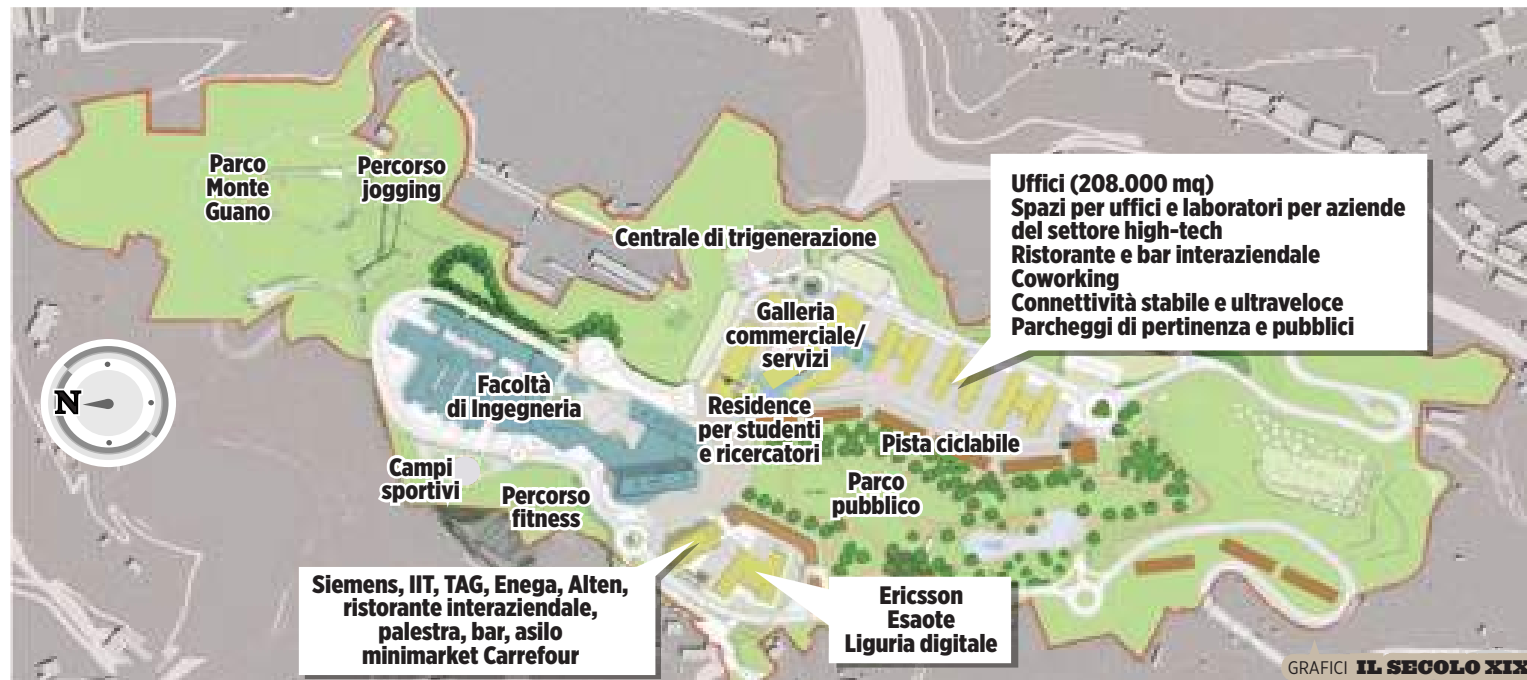 Parco
Monte
Guano
Percorso
jogging
Centrale di trigenerazione
Uffici (208.000 mq)
Spazi per uffici e laboratori per aziende
del settore high-tech
Ristorante e bar interaziendale
Coworking
Connettività stabile e ultraveloce
Parcheggi di pertinenza e pubblici
Galleria
commerciale/
servizi
N
Facoltà
di Ingegneria
Residence
per studenti
e ricercatori
Pista ciclabile
Campi
sportivi
Percorso
fitness
Parco
pubblico
Siemens, IIT, TAG, Enega, Alten,
ristorante interaziendale,
palestra, bar, asilo
minimarket Carrefour
Ericsson
Esaote
Liguria digitale
GRAFICI IL SECOLO XIX